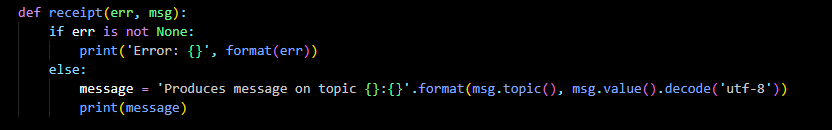 def receipt(err, msg):
    if err is not None:
        print('Error: {}', format(err))
    else:
        message = 'Produces message on topic {}:{}'.format(msg.topic(), msg.value().decode('utf-8'))
        print(message)